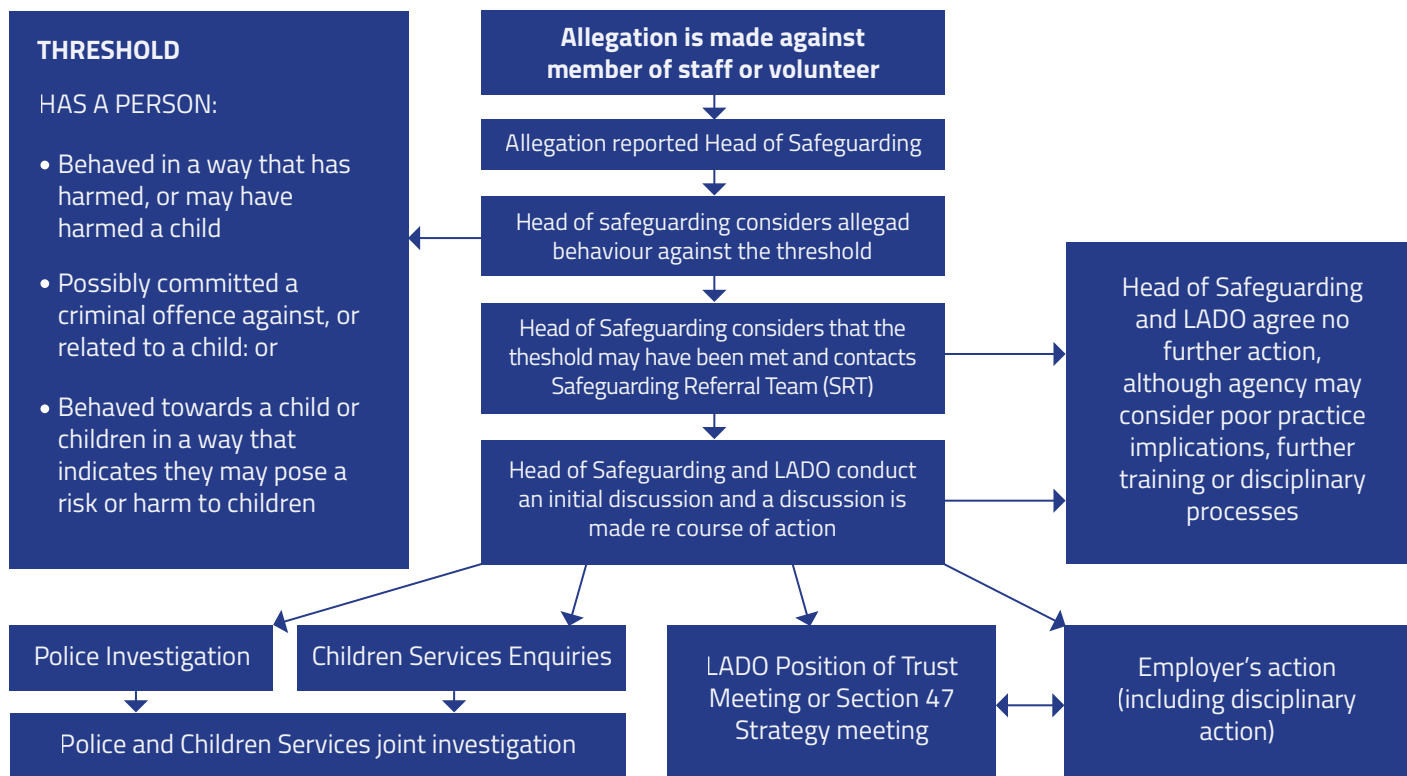 THRESHOLD
HAS A PERSON:
• Behaved in a way that has
harmed, or may have
harmed a child
• Possibly committed a
criminal offence against, or
related to a child: or
• Behaved towards a child or
children in a way that
indicates they may pose a
risk or harm to children
Allegation is made against
member of staff or volunteer
Allegation reported Head of Safeguarding
Head of safeguarding considers allegad
behaviour against the threshold
Head of Safeguarding considers that the
theshold may have been met and contacts
Safeguarding Referral Team (SRT)
Head of Safeguarding and LADO conduct
an initial discussion and a discussion is
made re course of action
Head of Safeguarding
and LADO agree no
further action,
although agency may
consider poor practice
implications, further
training or disciplinary
processes
Police Investigation
Children Services Enquiries
Police and Children Services joint investigation
LADO Position of Trust
Meeting or Section 47
Strategy meeting
Employer's action
(including disciplinary
action)